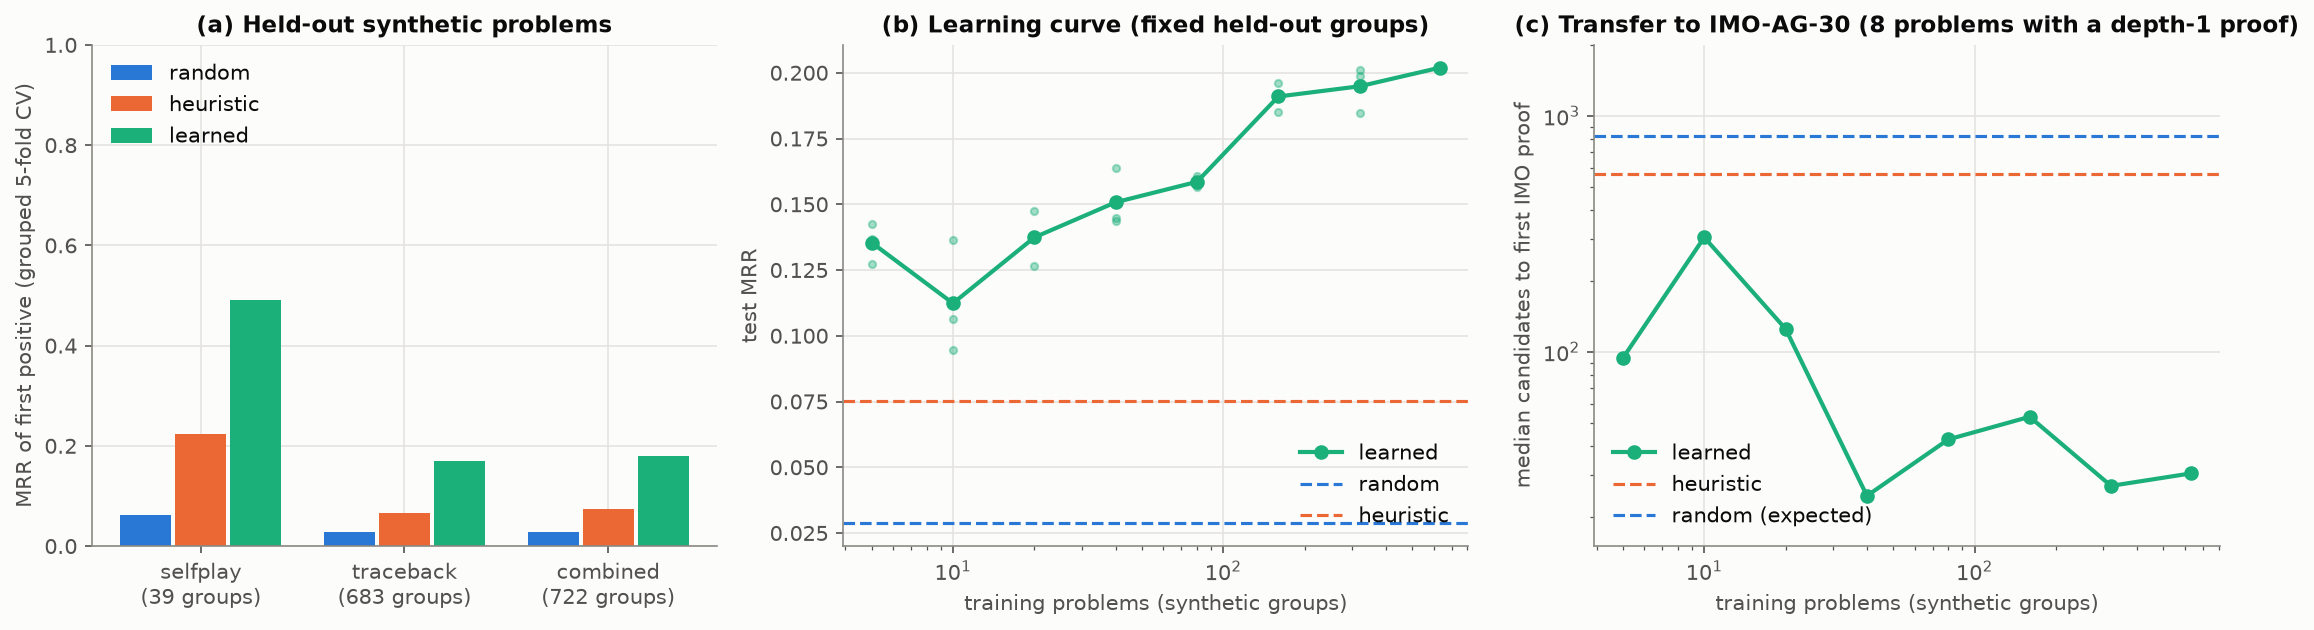 (a) Held-out synthetic problems
MRR of first positive (grouped 5-fold CV)
1.0
0.8
0.6
0.4
0.2
0.0
random
heuristic
learned
selfplay
(39 groups)
traceback
(683 groups)
combined
(722 groups)
(b) Learning curve (fixed held-out groups)
test MRR
0.200
0.175
0.150
0.125
0.100
0.075
0.050
0.025
learned
random
heuristic
10¹
10²
training problems (synthetic groups)
(c) Transfer to IMO-AG-30 (8 problems with a depth-1 proof)
median candidates to first IMO proof
10³
10²
learned
heuristic
random (expected)
10¹
10²
training problems (synthetic groups)